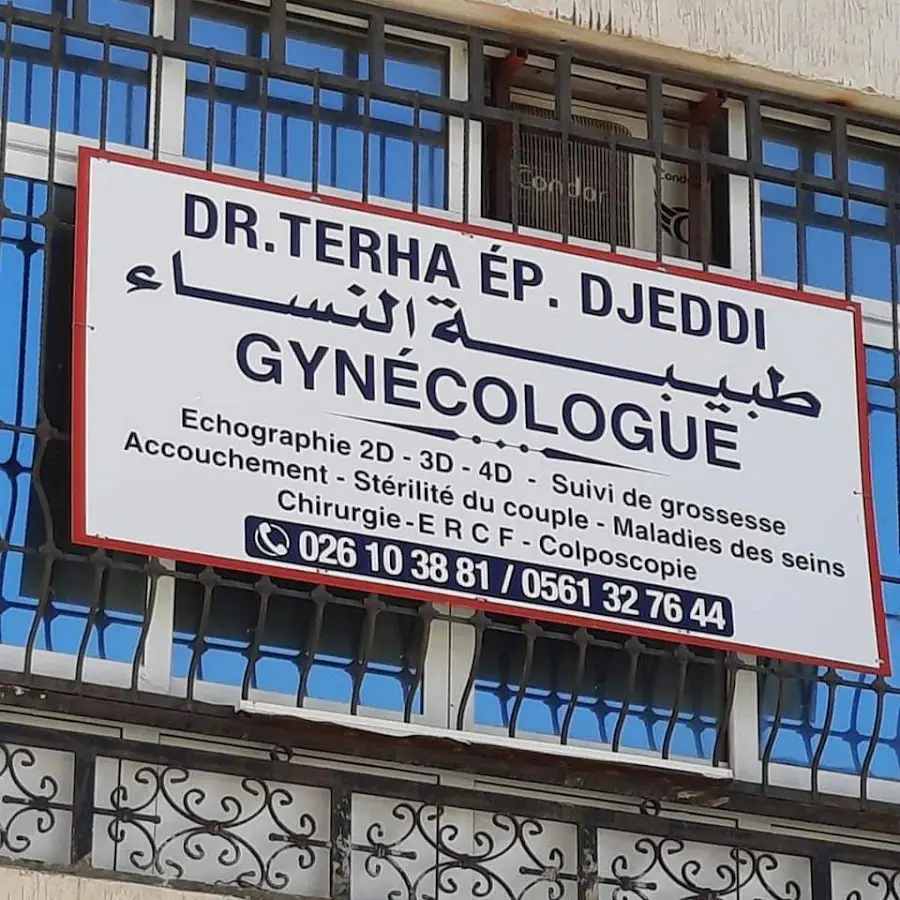 Condor
Condor
DR.TERHA ÉP. DJEDDI
طبيبة النساء
GYNÉCOLOGUE
Echographie 2D - 3D - 4D - Suivi de grossesse
Accouchement - Stérilité du couple - Maladies des seins
Chirurgie - E R C F - Colposcopie
026 10 38 81 / 0561 32 76 44